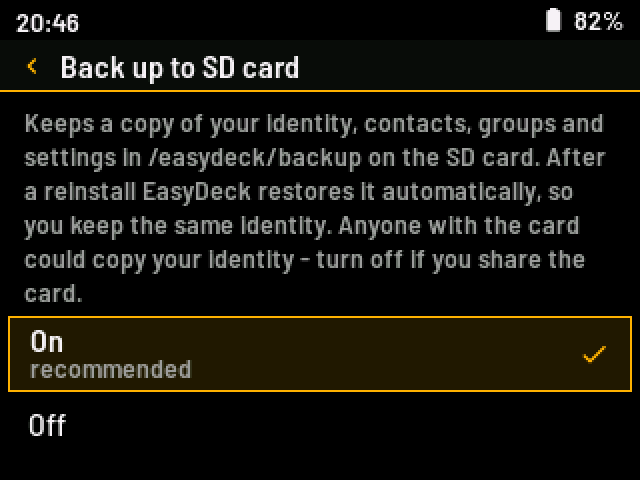 20:46
82%
Back up to SD card
Keeps a copy of your identity, contacts, groups and
settings in /easydeck/backup on the SD card. After
a reinstall EasyDeck restores it automatically, so
you keep the same identity. Anyone with the card
could copy your identity - turn off if you share the
card.
On
recommended
Off